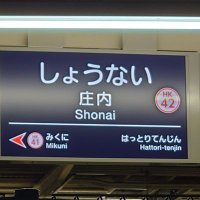 しょうない
庄内
Shonai
HK
42
HK
41
みくに
Mikuni
はっとりてんじん
Hattori-tenjin